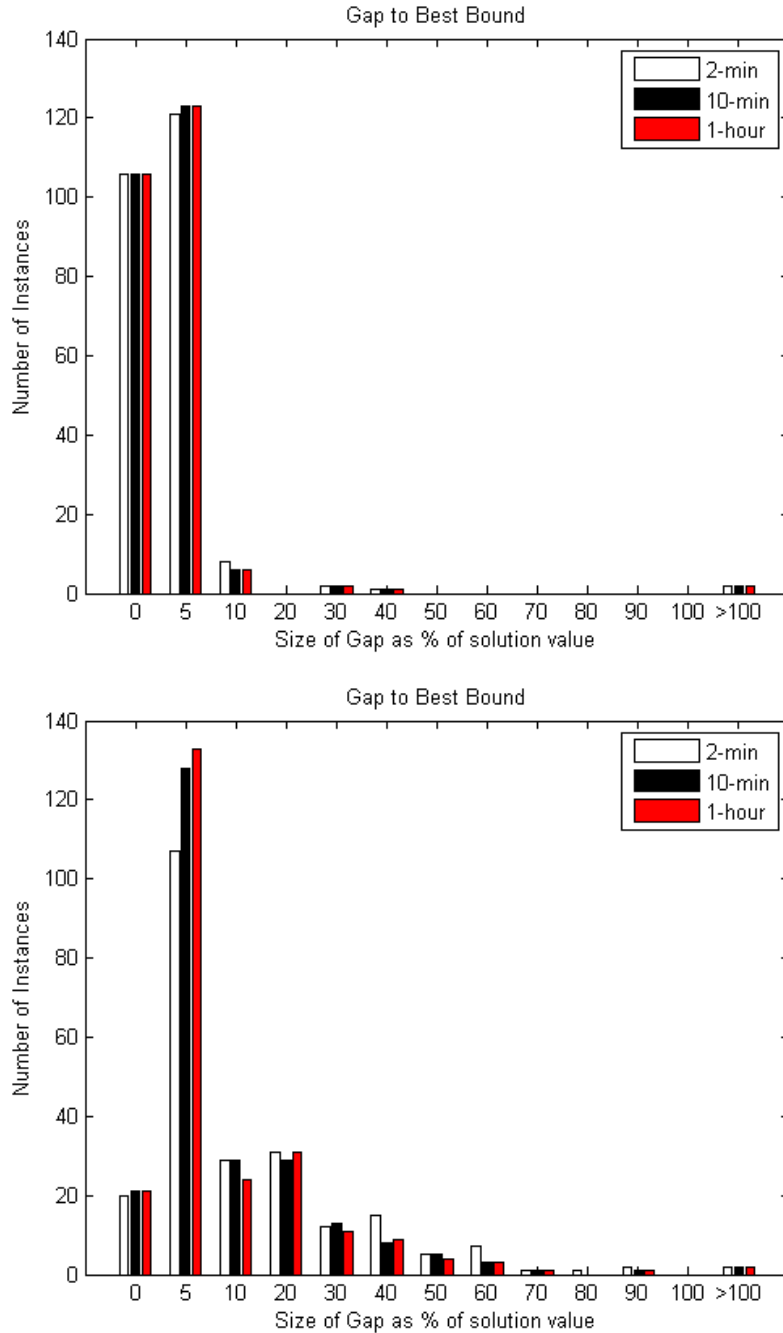 Gap to Best Bound
140
120
100
80
60
40
20
0
Number of Instances
2-min
10-min
1-hour
0 5 10 20 30 40 50 60 70 80 90 100 >100
Size of Gap as % of solution value
Gap to Best Bound
140
120
100
80
60
40
20
0
Number of Instances
2-min
10-min
1-hour
0 5 10 20 30 40 50 60 70 80 90 100 >100
Size of Gap as % of solution value